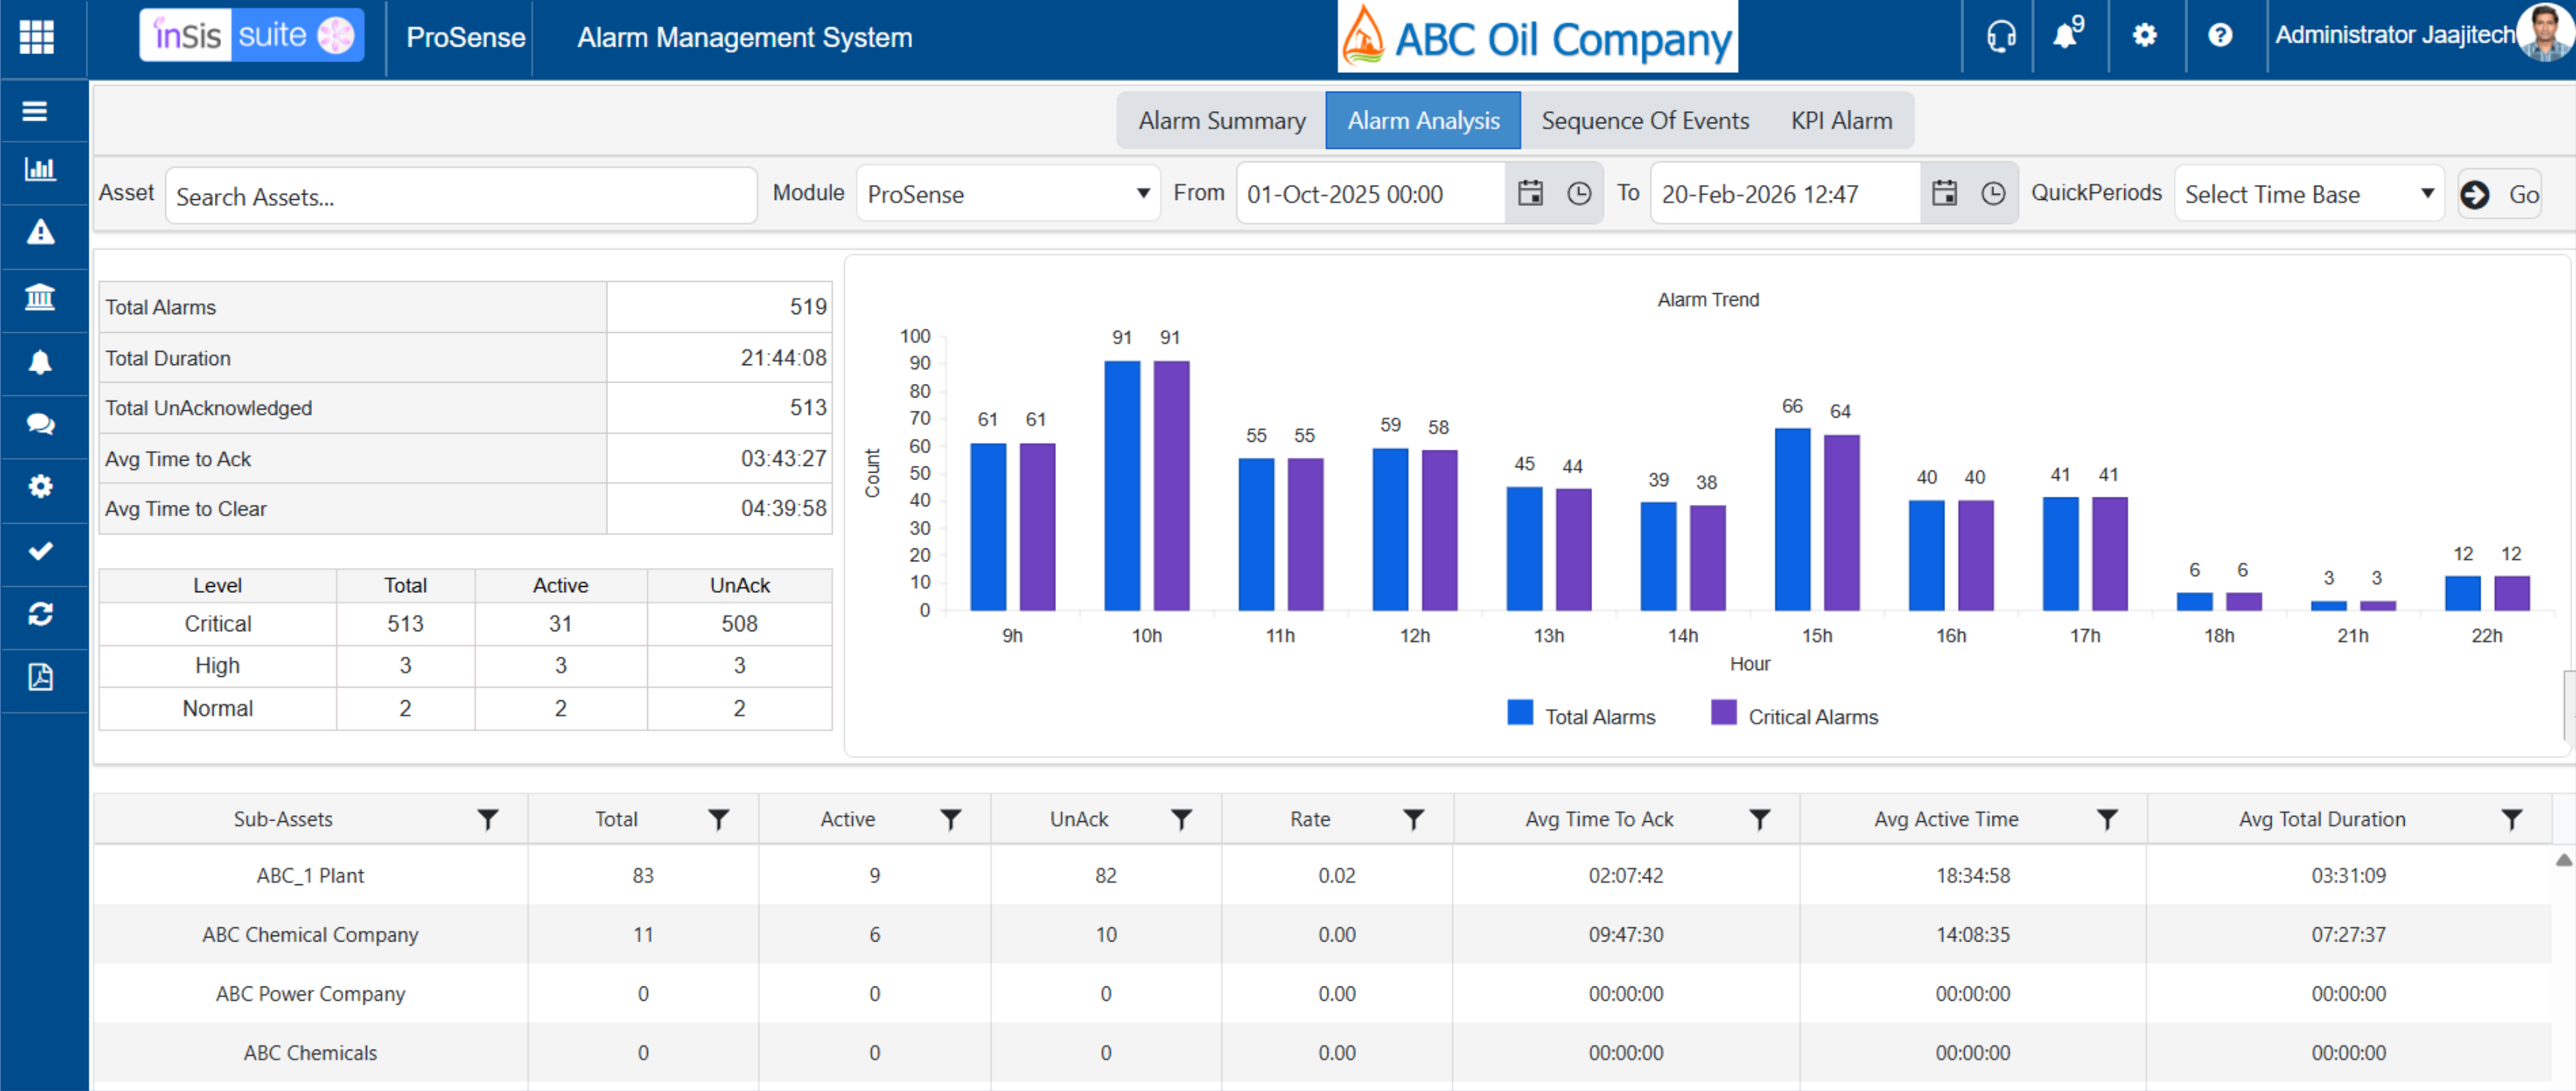 inSis suite ProSense Alarm Management System ABC Oil Company 9 Administrator Jaajitech
Alarm Summary Alarm Analysis Sequence Of Events KPI Alarm
Asset Search Assets... Module ProSense From 01-Oct-2025 00:00 To 20-Feb-2026 12:47 QuickPeriods Select Time Base Go
Total Alarms 519
Total Duration 21:44:08
Total UnAcknowledged 513
Avg Time to Ack 03:43:27
Avg Time to Clear 04:39:58
Level Total Active UnAck
Critical 513 31 508
High 3 3 3
Normal 2 2 2
Alarm Trend
Count
100
90
80
70
60
50
40
30
20
10
0
61 61 91 91 55 55 59 58 45 44 39 38 66 64 40 40 41 41 6 6 3 3 12 12
9h 10h 11h 12h 13h 14h 15h 16h 17h 18h 21h 22h
Hour
Total Alarms Critical Alarms
Sub-Assets Total Active UnAck Rate Avg Time To Ack Avg Active Time Avg Total Duration
ABC_1 Plant 83 9 82 0.02 02:07:42 18:34:58 03:31:09
ABC Chemical Company 11 6 10 0.00 09:47:30 14:08:35 07:27:37
ABC Power Company 0 0 0 0.00 00:00:00 00:00:00 00:00:00
ABC Chemicals 0 0 0 0.00 00:00:00 00:00:00 00:00:00